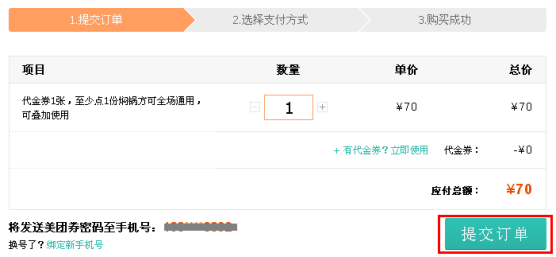 1.提交订单 2.选择支付方式 3.购买成功
项目 数量 单价 总价
代金券1张，至少点1份焖锅方可全场通用，
可叠加使用
- 1 + ¥70 ¥70
+ 有代金券？立即使用 代金券： -¥0
应付总额： ¥70
将发送美团券密码至手机号：
换号了？绑定新手机号
提交订单